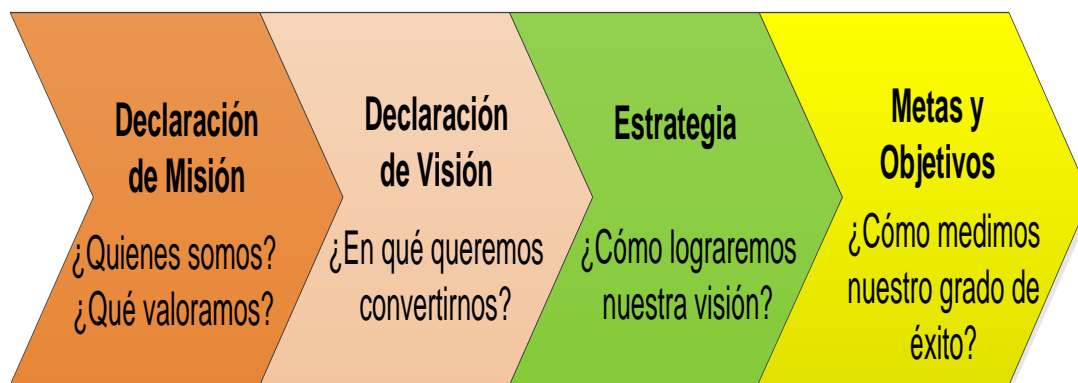 Declaración
de Misión
¿Quienes somos?
¿Qué valoramos?
Declaración
de Visión
¿En qué queremos
convertirnos?
Estrategia
¿Cómo lograremos
nuestra visión?
Metas y
Objetivos
¿Cómo medimos
nuestro grado de
éxito?